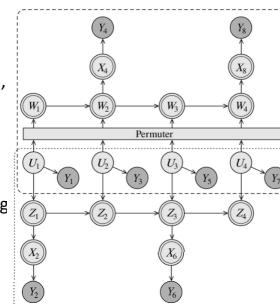 Y4 Y8
X4 X8
,
W1 W2 W3 W4
Permuter
U1 U2 U3 U4
Y1 Y3 Y5 Y7
g
Z1 Z2 Z3 Z4
X2 X6
Y2 Y6